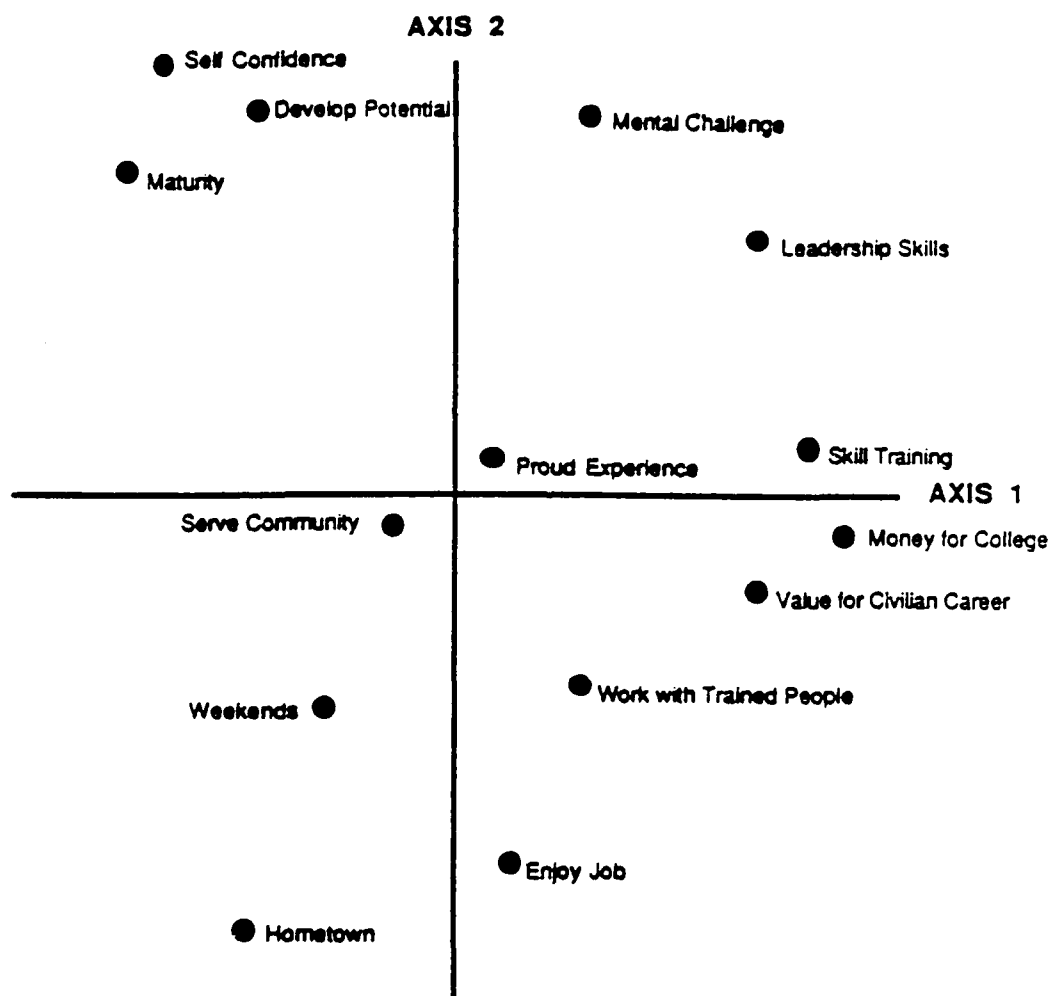 AXIS 2
Self Confidence
Develop Potential
Mental Challenge
Maturity
Leadership Skills
Skill Training
Proud Experience
AXIS 1
Serve Community
Money for College
Value for Civilian Career
Work with Trained People
Weekends
Enjoy Job
Hometown